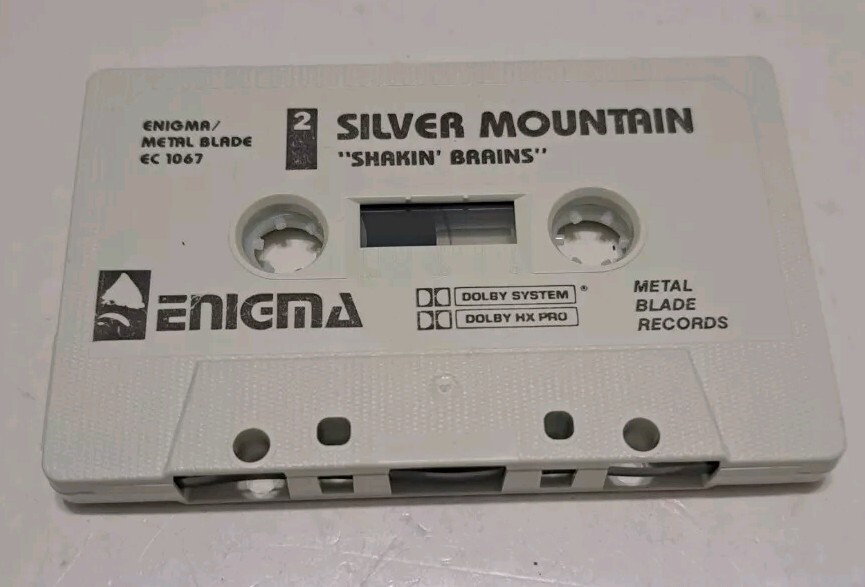 ENIGMA/
METAL BLADE
EC 1067
2
SILVER MOUNTAIN
"SHAKIN' BRAINS"
ENIGMA
DOLBY SYSTEM ®
DOLBY HX PRO
METAL
BLADE
RECORDS